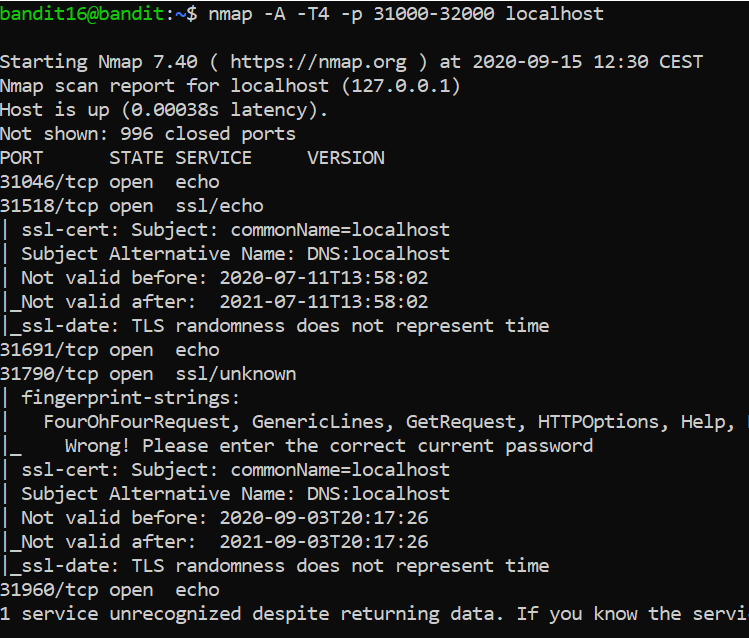 bandit16@bandit:~$ nmap -A -T4 -p 31000-32000 localhost
Starting Nmap 7.40 ( https://nmap.org ) at 2020-09-15 12:30 CEST
Nmap scan report for localhost (127.0.0.1)
Host is up (0.00038s latency).
Not shown: 996 closed ports
PORT      STATE SERVICE     VERSION
31046/tcp open  echo
31518/tcp open  ssl/echo
| ssl-cert: Subject: commonName=localhost
| Subject Alternative Name: DNS:localhost
| Not valid before: 2020-07-11T13:58:02
|_Not valid after:  2021-07-11T13:58:02
|_ssl-date: TLS randomness does not represent time
31691/tcp open  echo
31790/tcp open  ssl/unknown
| fingerprint-strings:
|   FourOhFourRequest, GenericLines, GetRequest, HTTPOptions, Help,
|_    Wrong! Please enter the correct current password
| ssl-cert: Subject: commonName=localhost
| Subject Alternative Name: DNS:localhost
| Not valid before: 2020-09-03T20:17:26
|_Not valid after:  2021-09-03T20:17:26
|_ssl-date: TLS randomness does not represent time
31960/tcp open  echo
1 service unrecognized despite returning data. If you know the servi